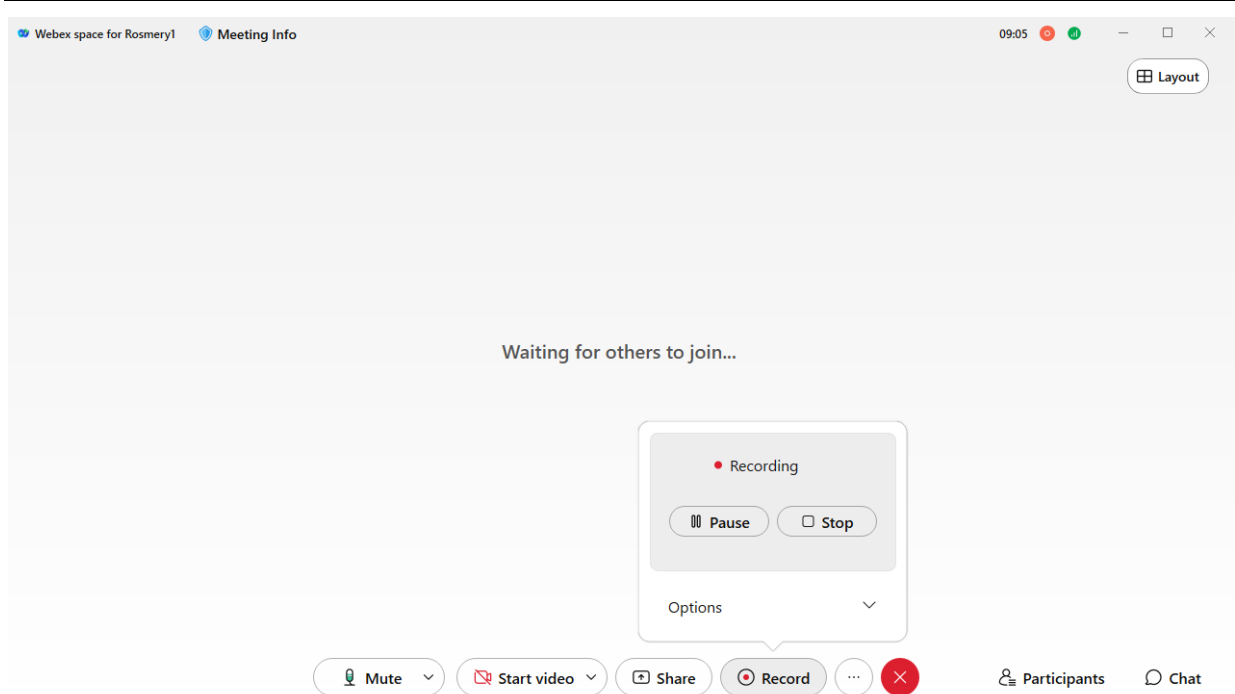 Webex space for Rosmery1 Meeting Info 09:05
Layout
Waiting for others to join...
Recording
Pause Stop
Options
Mute Start video Share Record ... Participants Chat